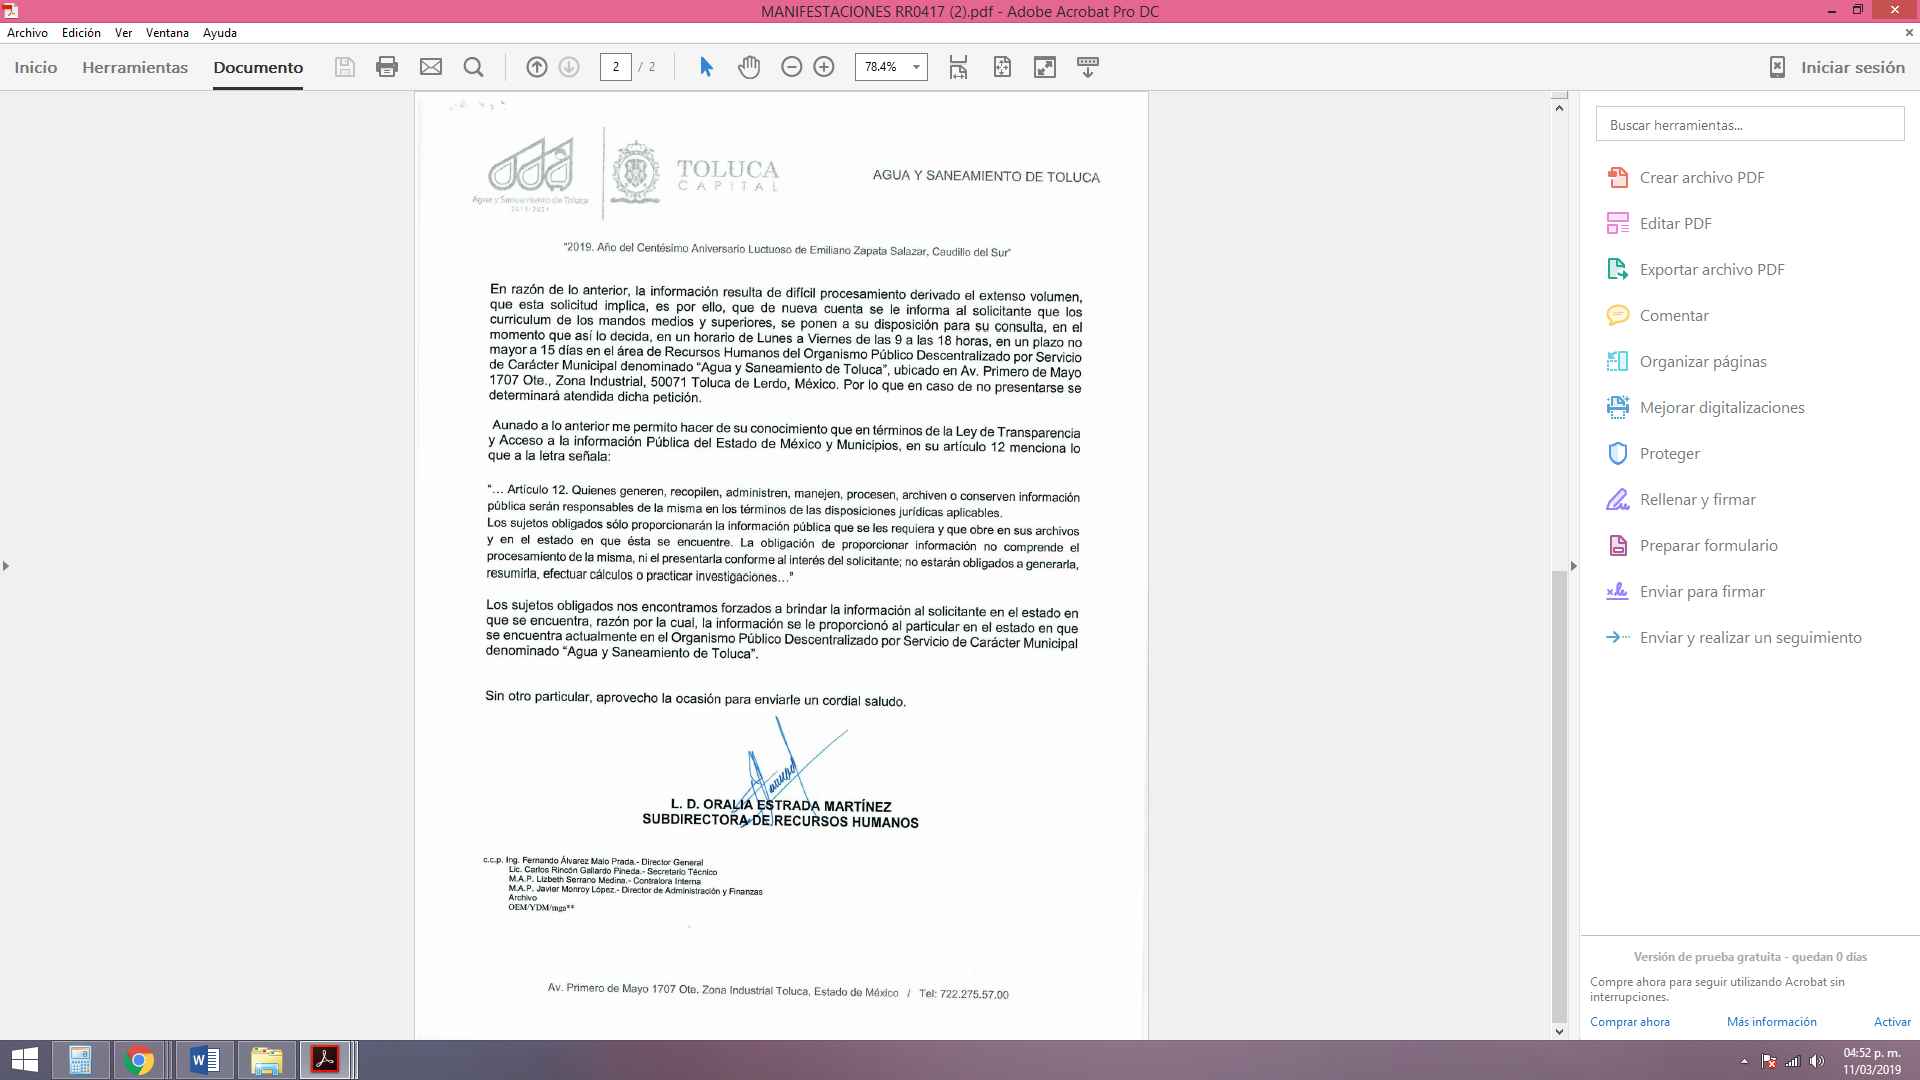 MANIFESTACIONES RR0417 (2).pdf - Adobe Acrobat Pro DC
Archivo Edición Ver Ventana Ayuda
Inicio Herramientas Documento 2 / 2 78.4% Iniciar sesión
Agua y Saneamiento de Toluca
2019-2021
TOLUCA
CAPITAL
AGUA Y SANEAMIENTO DE TOLUCA
"2019. Año del Centésimo Aniversario Luctuoso de Emiliano Zapata Salazar, Caudillo del Sur"
En razón de lo anterior, la información resulta de difícil procesamiento derivado el extenso volumen,
que esta solicitud implica, es por ello, que de nueva cuenta se le informa al solicitante que los
curriculum de los mandos medios y superiores, se ponen a su disposición para su consulta, en el
momento que así lo decida, en un horario de Lunes a Viernes de las 9 a las 18 horas, en un plazo no
mayor a 15 días en el área de Recursos Humanos del Organismo Público Descentralizado por Servicio
de Carácter Municipal denominado "Agua y Saneamiento de Toluca", ubicado en Av. Primero de Mayo
1707 Ote., Zona Industrial, 50071 Toluca de Lerdo, México. Por lo que en caso de no presentarse se
determinará atendida dicha petición.
Aunado a lo anterior me permito hacer de su conocimiento que en términos de la Ley de Transparencia
y Acceso a la información Pública del Estado de México y Municipios, en su artículo 12 menciona lo
que a la letra señala:
"... Artículo 12. Quienes generen, recopilen, administren, manejen, procesen, archiven o conserven información
pública serán responsables de la misma en los términos de las disposiciones jurídicas aplicables.
Los sujetos obligados sólo proporcionarán la información pública que se les requiera y que obre en sus archivos
y en el estado en que ésta se encuentre. La obligación de proporcionar información no comprende el
procesamiento de la misma, ni el presentarla conforme al interés del solicitante; no estarán obligados a generarla,
resumirla, efectuar cálculos o practicar investigaciones..."
Los sujetos obligados nos encontramos forzados a brindar la información al solicitante en el estado en
que se encuentra, razón por la cual, la información se le proporcionó al particular en el estado en que
se encuentra actualmente en el Organismo Público Descentralizado por Servicio de Carácter Municipal
denominado "Agua y Saneamiento de Toluca".
Sin otro particular, aprovecho la ocasión para enviarle un cordial saludo.
L. D. ORALIA ESTRADA MARTÍNEZ
SUBDIRECTORA DE RECURSOS HUMANOS
c.c.p. Ing. Fernando Álvarez Malo Prada.- Director General
Lic. Carlos Rincón Gallardo Pineda.- Secretario Técnico
M.A.P. Lizbeth Serrano Medina.- Contralora Interna
M.A.P. Javier Monroy López.- Director de Administración y Finanzas
Archivo
OEM/YDM/mga**
Av. Primero de Mayo 1707 Ote. Zona Industrial Toluca, Estado de México / Tel: 722.275.57.00
Buscar herramientas...
Crear archivo PDF
Editar PDF
Exportar archivo PDF
Comentar
Organizar páginas
Mejorar digitalizaciones
Proteger
Rellenar y firmar
Preparar formulario
Enviar para firmar
Enviar y realizar un seguimiento
Versión de prueba gratuita - quedan 0 días
Compre ahora para seguir utilizando Acrobat sin
interrupciones.
Comprar ahora Más información Activar
04:52 p. m.
11/03/2019